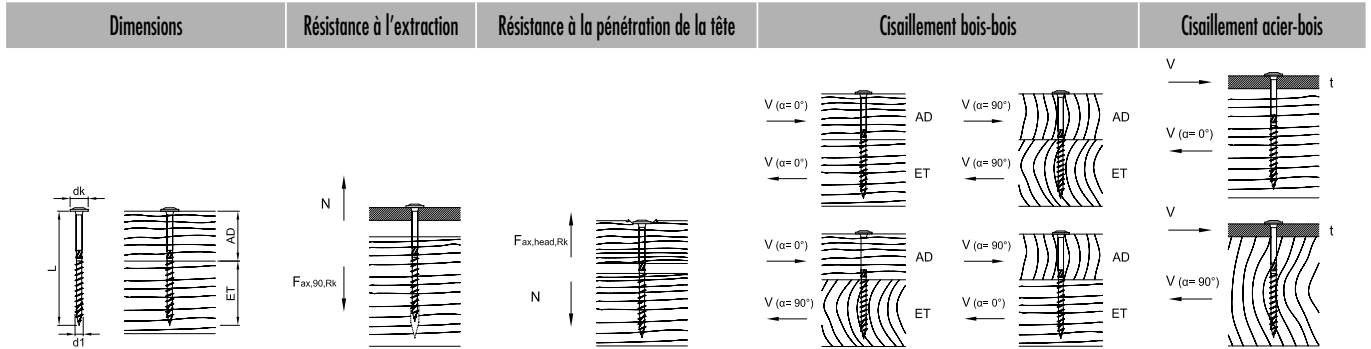 Dimensions
Résistance à l'extraction
Résistance à la pénétration de la tête
Cisaillement bois-bois
Cisaillement acier-bois
dk
L
d1
AD
ET
N
Fax,90,Rk
Fax,head,Rk
N
V (α= 0°)
AD
V (α= 0°)
ET
V (α= 90°)
AD
V (α= 90°)
ET
V (α= 0°)
AD
V (α= 90°)
ET
V (α= 90°)
AD
V (α= 0°)
ET
V
t
V (α= 0°)
V
t
V (α= 90°)